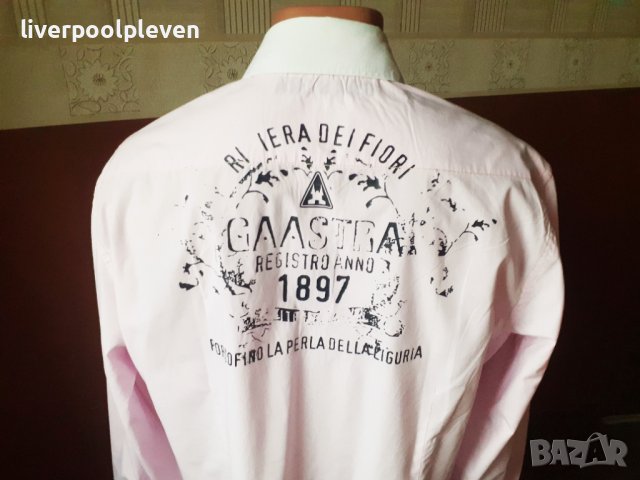 liverpoolpleven
RI IERA DEI FIORI
GAASTRA
REGISTRO ANNO
1897
PORTOFINO LA PERLA DELLA LIGURIA
BAZAR